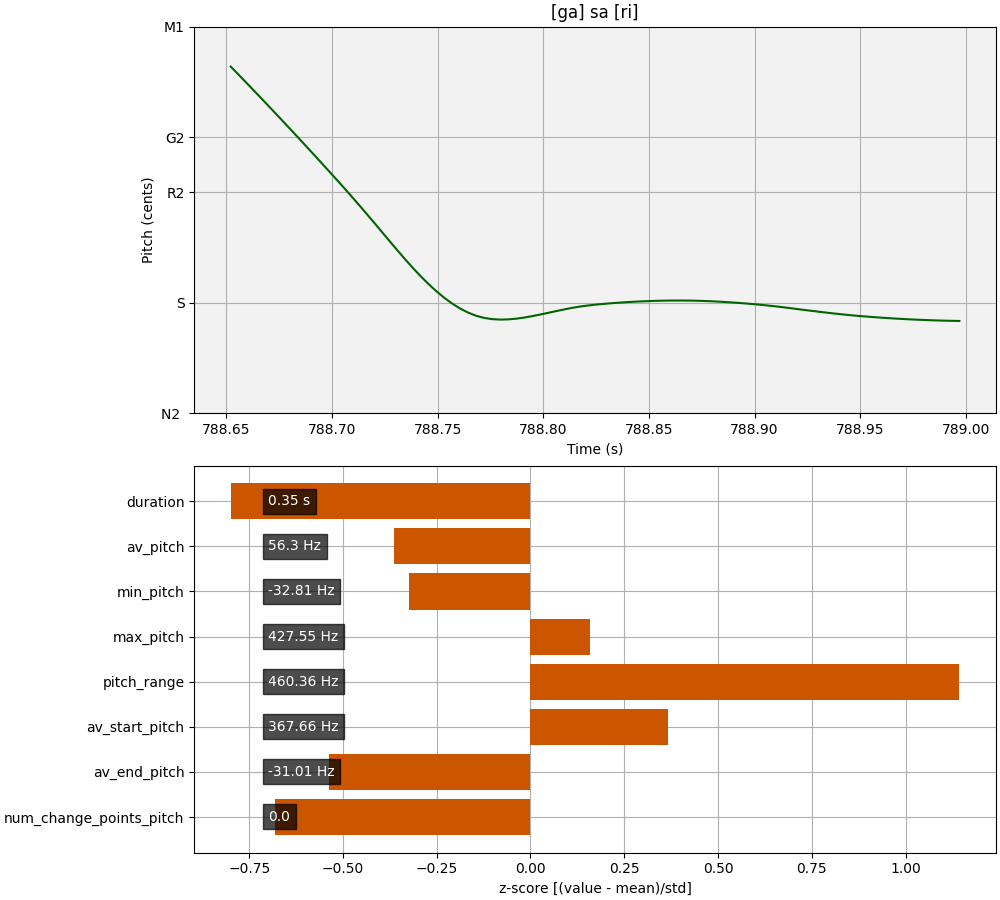 [ga] sa [ri]
M1
G2
R2
S
N2
Pitch (cents)
788.65 788.70 788.75 788.80 788.85 788.90 788.95 789.00
Time (s)
duration 0.35 s
av_pitch 56.3 Hz
min_pitch -32.81 Hz
max_pitch 427.55 Hz
pitch_range 460.36 Hz
av_start_pitch 367.66 Hz
av_end_pitch -31.01 Hz
num_change_points_pitch 0.0
−0.75 −0.50 −0.25 0.00 0.25 0.50 0.75 1.00
z-score [(value - mean)/std]